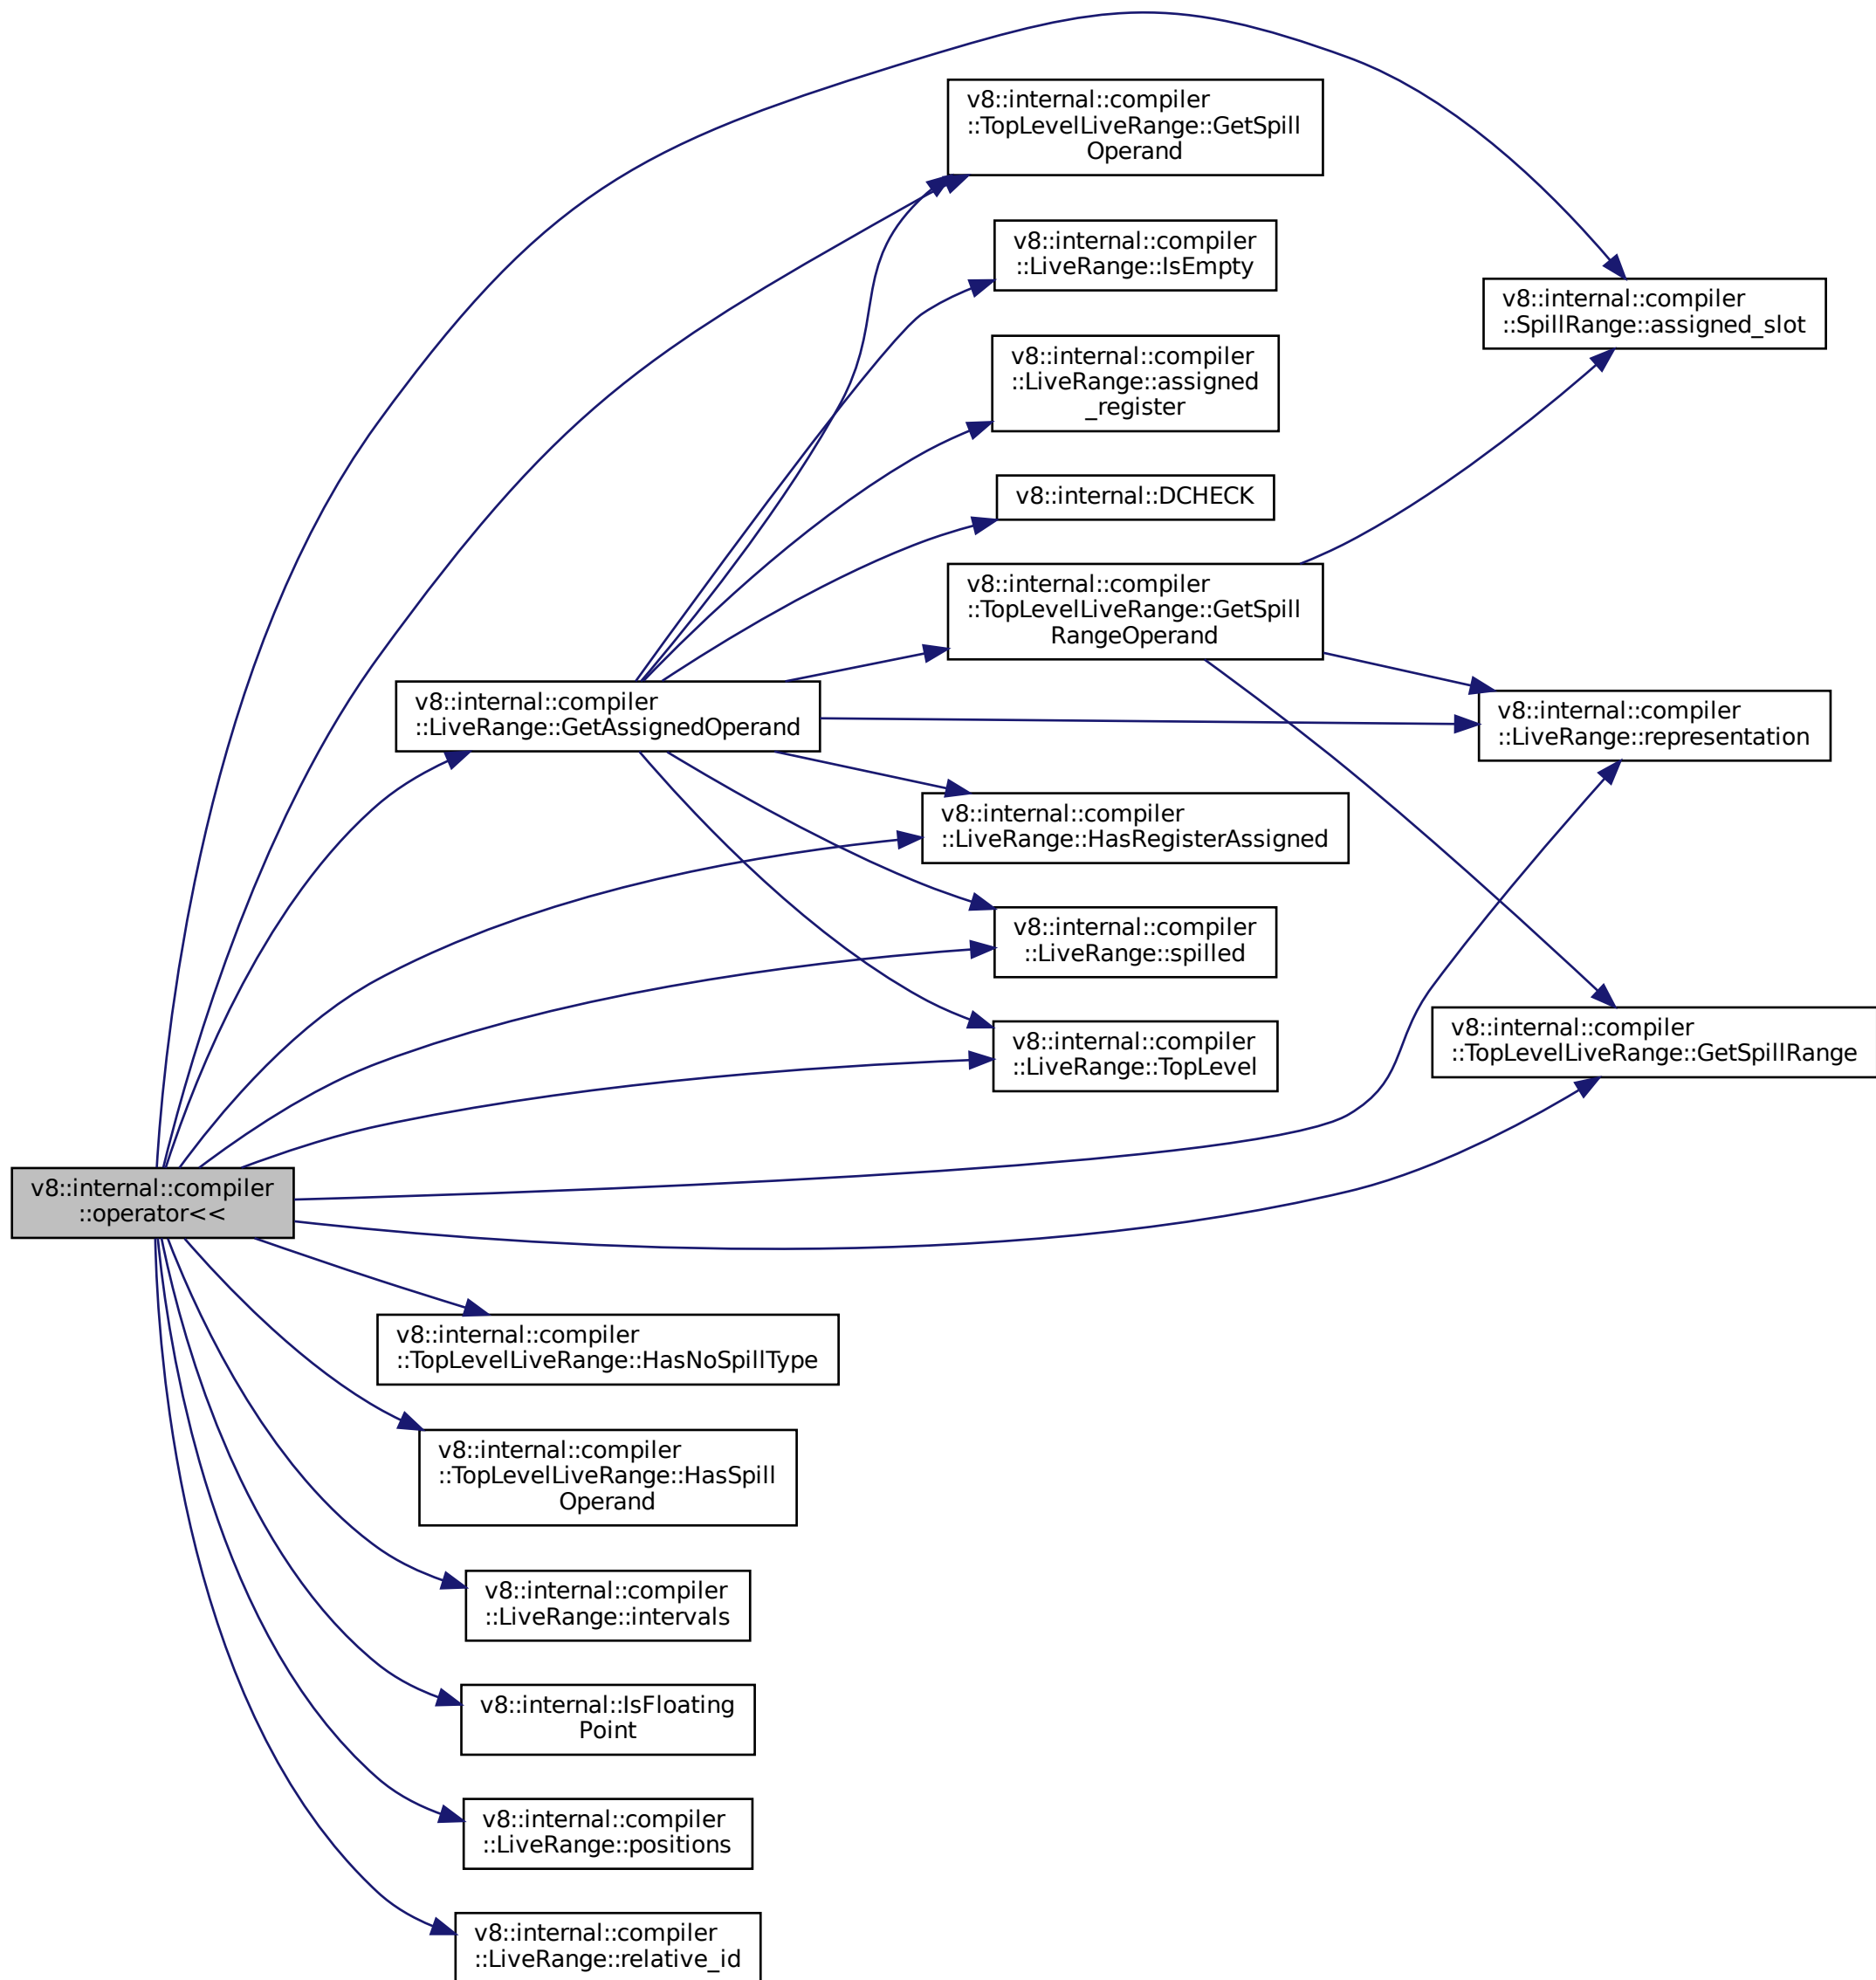 v8::internal::compiler
::TopLevelLiveRange::GetSpill
Operand
v8::internal::compiler
::LiveRange::IsEmpty
v8::internal::compiler
::SpillRange::assigned_slot
v8::internal::compiler
::LiveRange::assigned
_register
v8::internal::DCHECK
v8::internal::compiler
::TopLevelLiveRange::GetSpill
RangeOperand
v8::internal::compiler
::LiveRange::GetAssignedOperand
v8::internal::compiler
::LiveRange::representation
v8::internal::compiler
::LiveRange::HasRegisterAssigned
v8::internal::compiler
::LiveRange::spilled
v8::internal::compiler
::LiveRange::TopLevel
v8::internal::compiler
::TopLevelLiveRange::GetSpillRange
v8::internal::compiler
::operator<<
v8::internal::compiler
::TopLevelLiveRange::HasNoSpillType
v8::internal::compiler
::TopLevelLiveRange::HasSpill
Operand
v8::internal::compiler
::LiveRange::intervals
v8::internal::IsFloating
Point
v8::internal::compiler
::LiveRange::positions
v8::internal::compiler
::LiveRange::relative_id